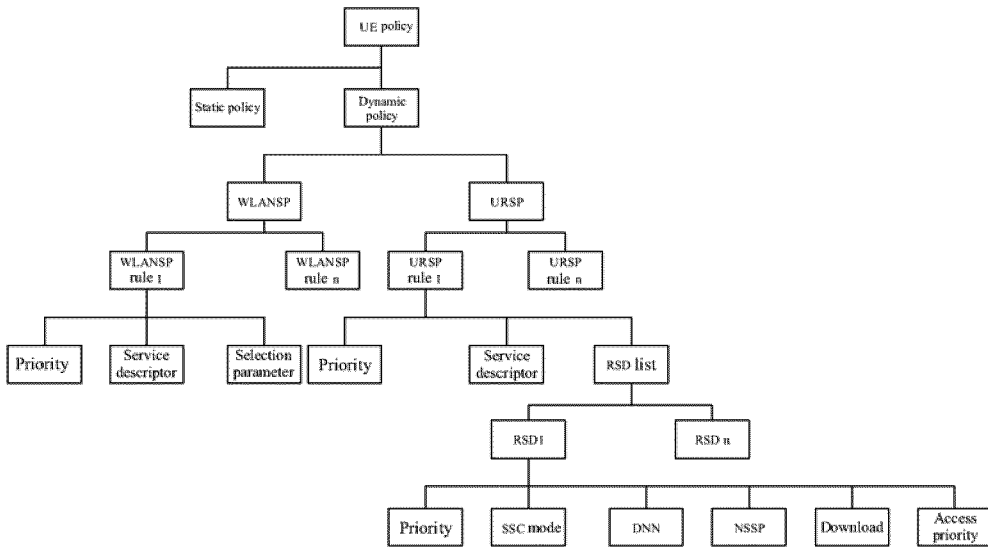 UE policy
Static policy
Dynamic
policy
WLANSP
URSP
WLANSP
rule 1
WLANSP
rule n
URSP
rule 1
URSP
rule n
Priority
Service
descriptor
Selection
parameter
Priority
Service
descriptor
RSD list
RSD1
RSD n
Priority
SSC mode
DNN
NSSP
Download
Access
priority